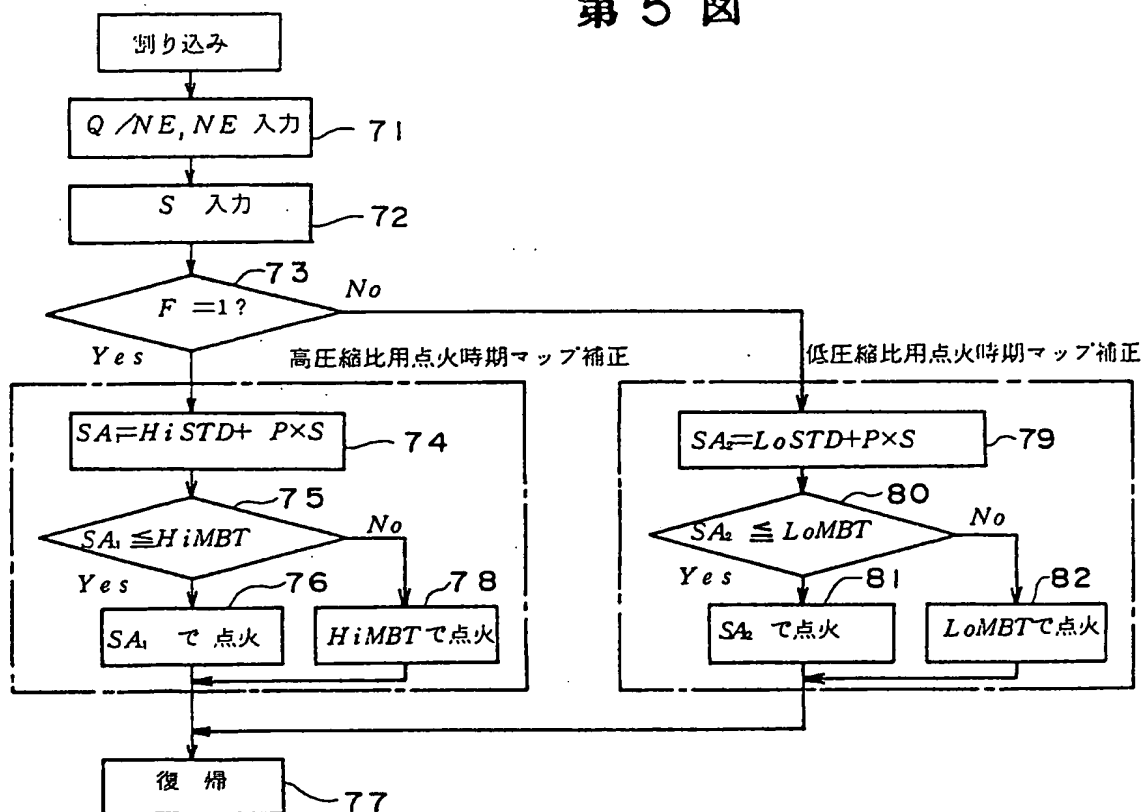 第 5 図
割り込み
Q /NE, NE 入力
71
S 入力
72
73
F =1?
No
Yes
高圧縮比用点火時期マップ補正
低圧縮比用点火時期マップ補正
SA₁=HiSTD+ P×S
74
SA₂=LoSTD+P×S
79
75
SA₁ ≦HiMBT
No
Yes
80
SA₂ ≦ LoMBT
No
Yes
76
SA₁ で 点火
78
HiMBTで点火
81
SA₂ で点火
82
LoMBTで点火
復 帰
77